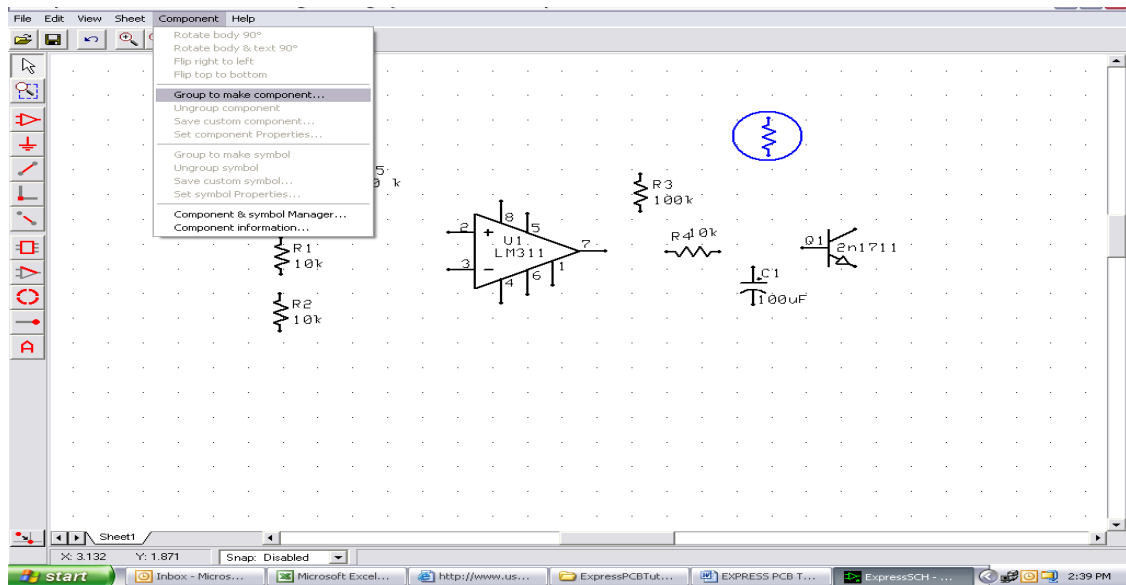 File Edit View Sheet Component Help
Rotate body 90°
Rotate body & text 90°
Flip right to left
Flip top to bottom
Group to make component...
Ungroup component
Save custom component...
Set component Properties...
Group to make symbol
Ungroup symbol
Save custom symbol...
Set symbol Properties...
Component & symbol Manager...
Component information...
5
k
R3
100k
8
5
2
+
U1
7
LM311
3
-
6
1
4
R1
10k
R2
10k
R4
10k
Q1
2n1711
C1
100uF
A
Sheet1
X: 3.132 Y: 1.871 Snap: Disabled
start Inbox - Micros... Microsoft Excel... http://www.us... ExpressPCBTut... EXPRESS PCB T... ExpressSCH - ... 2:39 PM